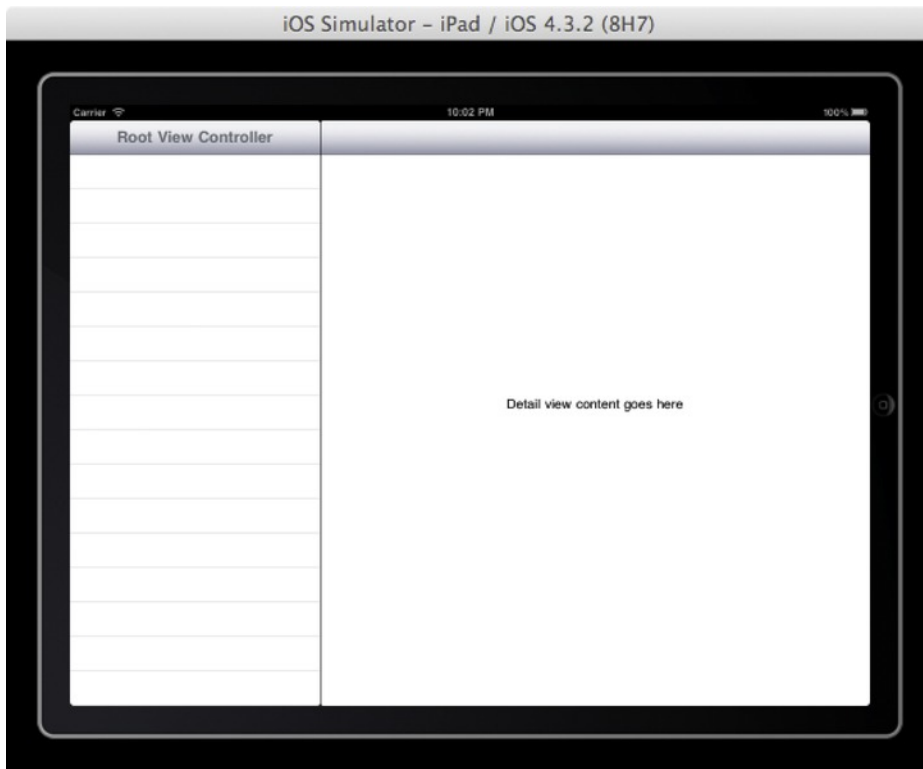 iOS Simulator – iPad / iOS 4.3.2 (8H7)
Carrier 10:02 PM 100%
Root View Controller
Detail view content goes here